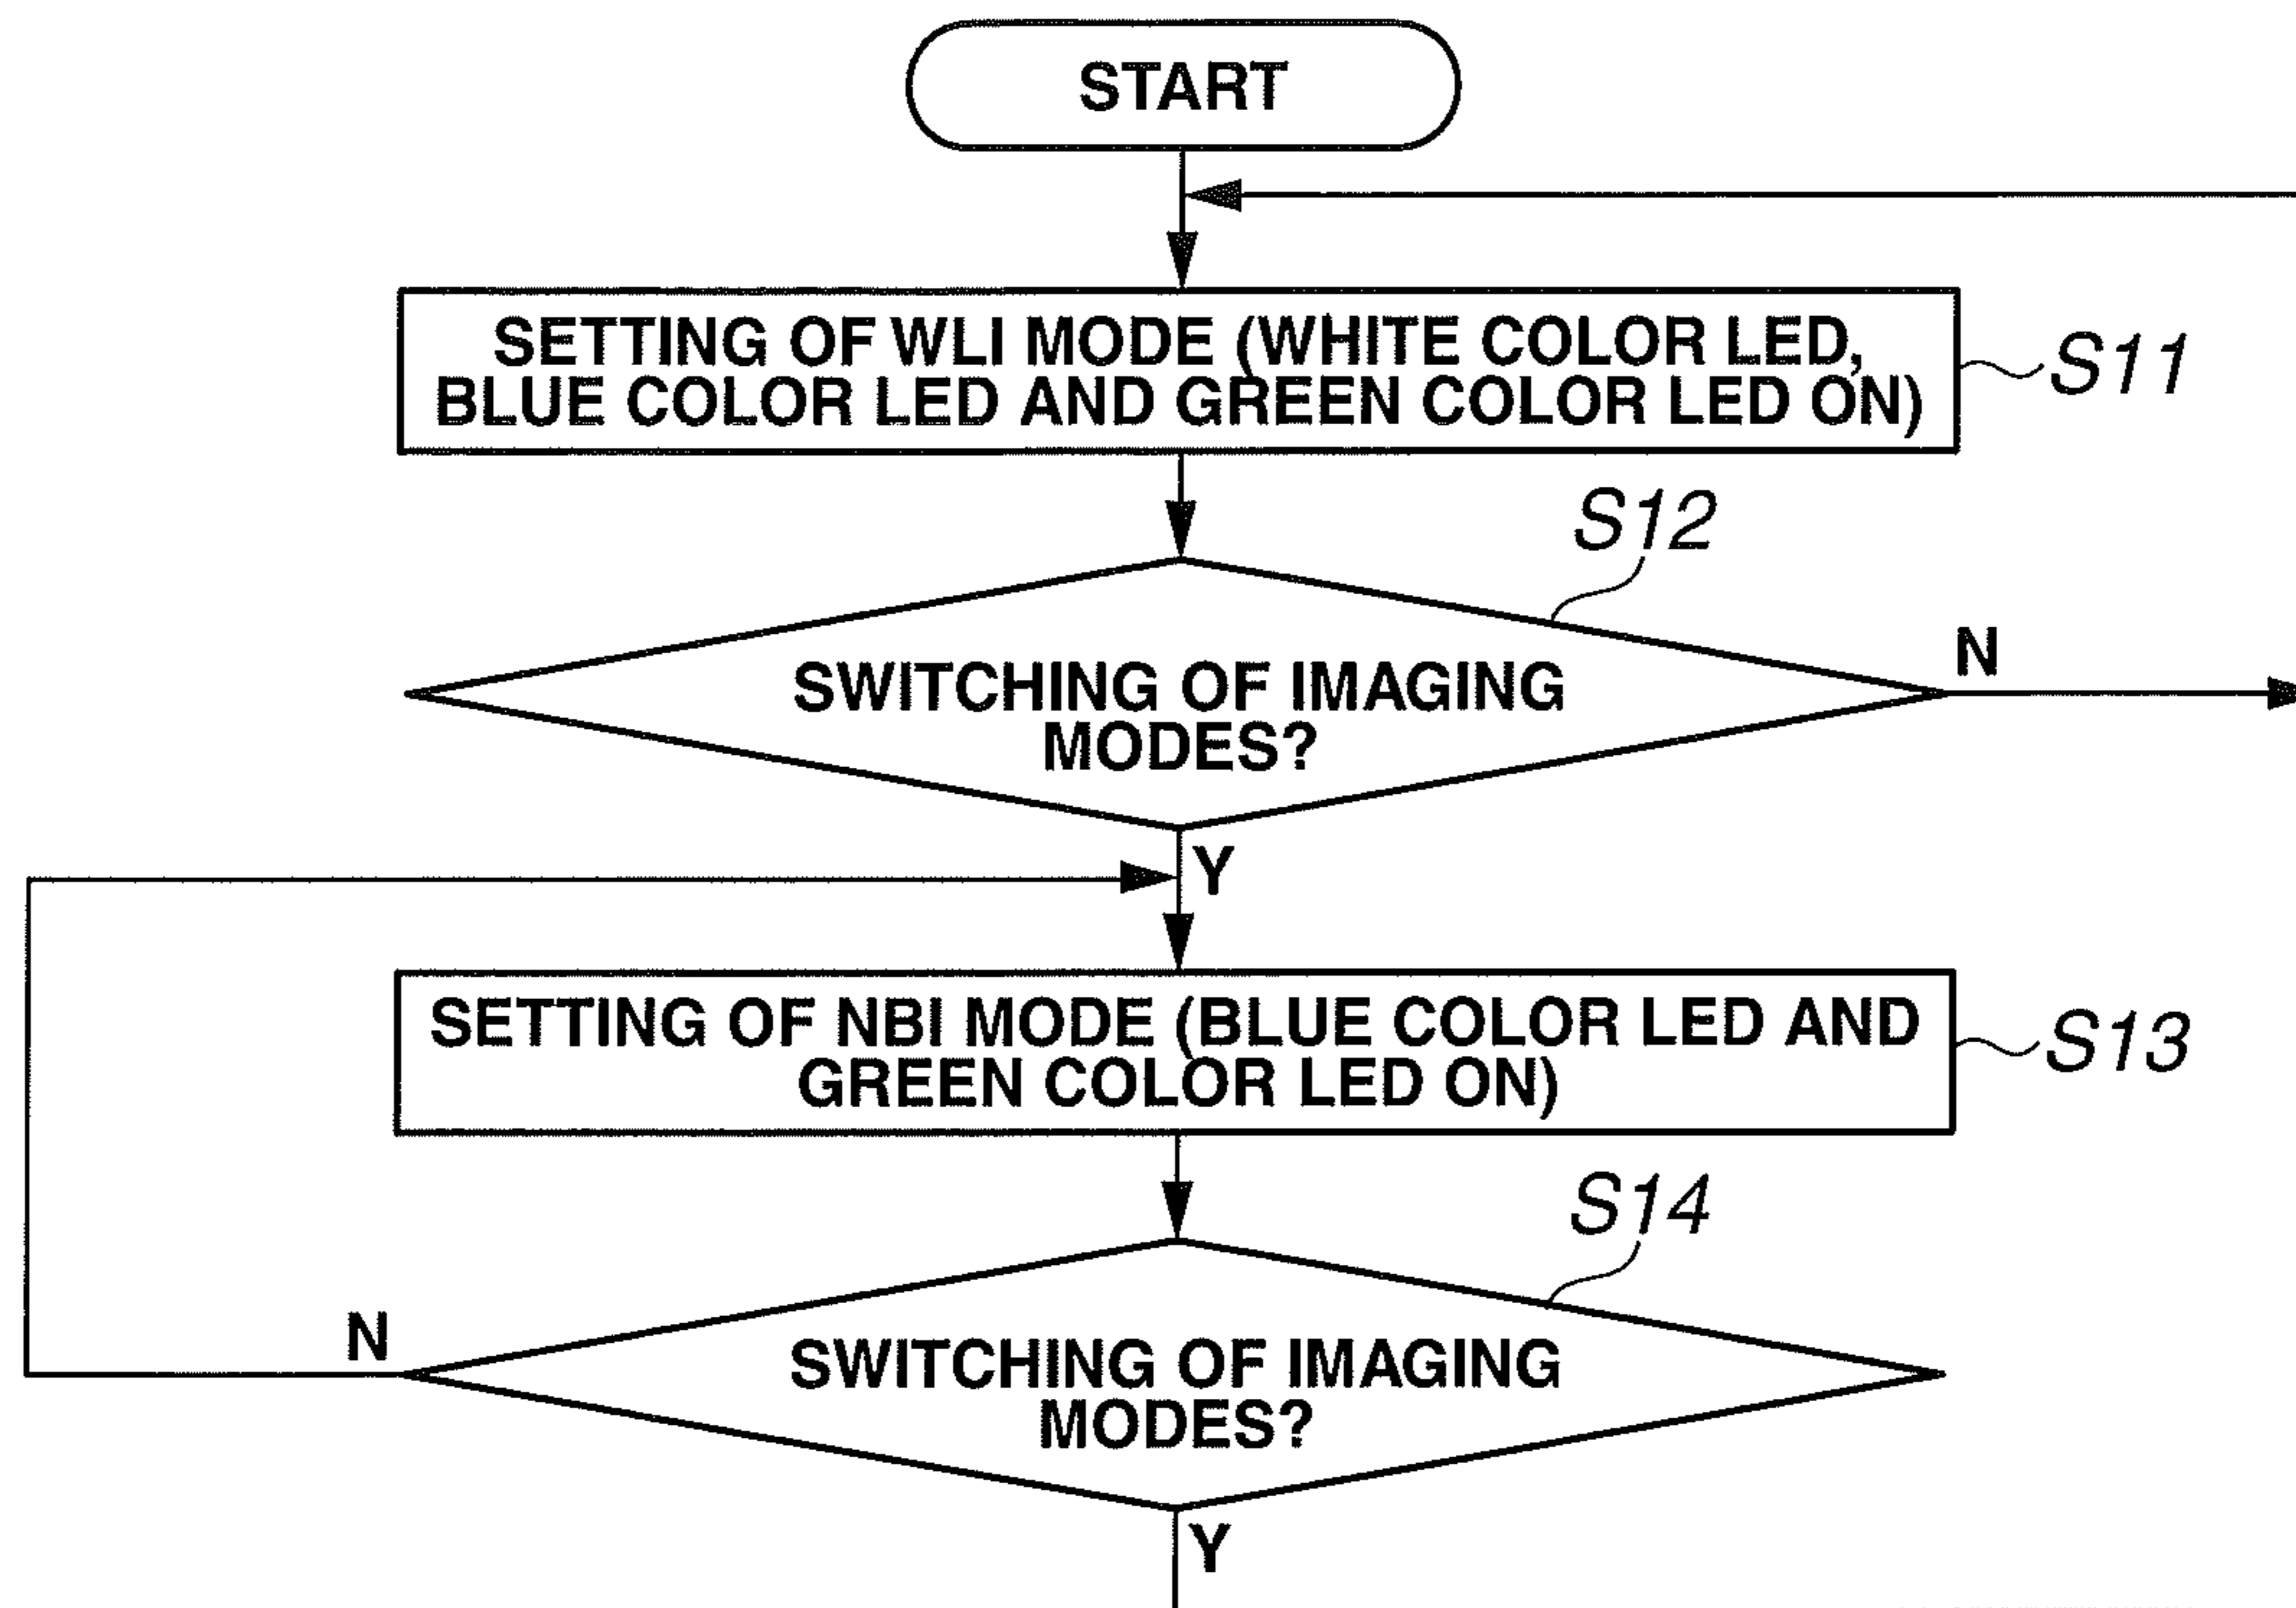 START
SETTING OF WLI MODE (WHITE COLOR LED,
BLUE COLOR LED AND GREEN COLOR LED ON)
S11
S12
SWITCHING OF IMAGING
MODES?
N
Y
SETTING OF NBI MODE (BLUE COLOR LED AND
GREEN COLOR LED ON)
S13
S14
SWITCHING OF IMAGING
MODES?
N
Y